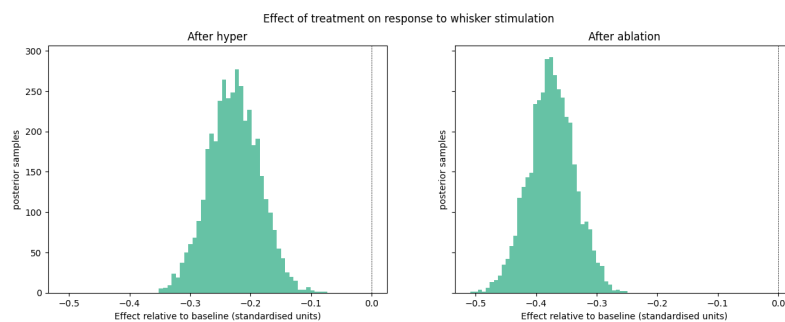 Effect of treatment on response to whisker stimulation
After hyper
300
250
200
150
100
50
0
posterior samples
−0.5 −0.4 −0.3 −0.2 −0.1 0.0
Effect relative to baseline (standardised units)
After ablation
posterior samples
−0.5 −0.4 −0.3 −0.2 −0.1 0.0
Effect relative to baseline (standardised units)